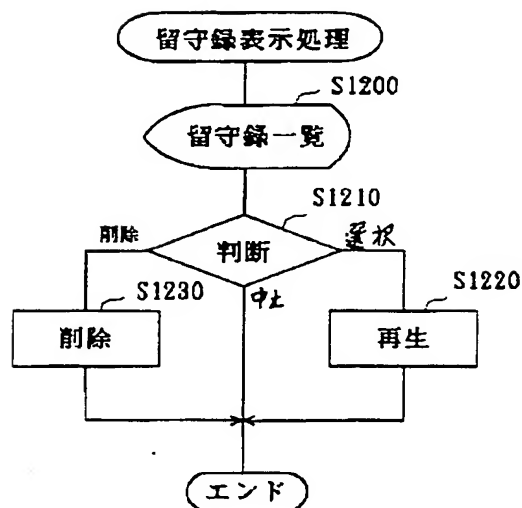 留守録表示処理
S1200
留守録一覧
S1210
削除
判断
選択
S1230
中止
S1220
削除
再生
エンド